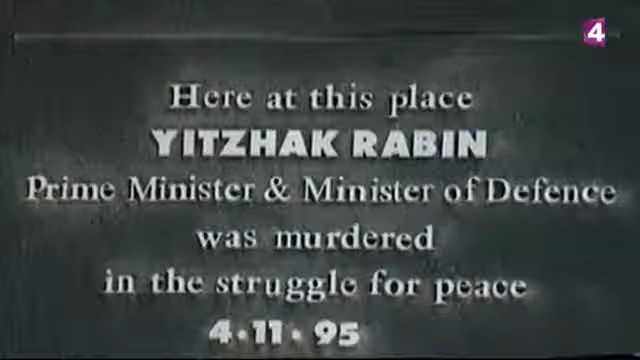 4
Here at this place
YITZHAK RABIN
Prime Minister & Minister of Defence
was murdered
in the struggle for peace
4·11·95